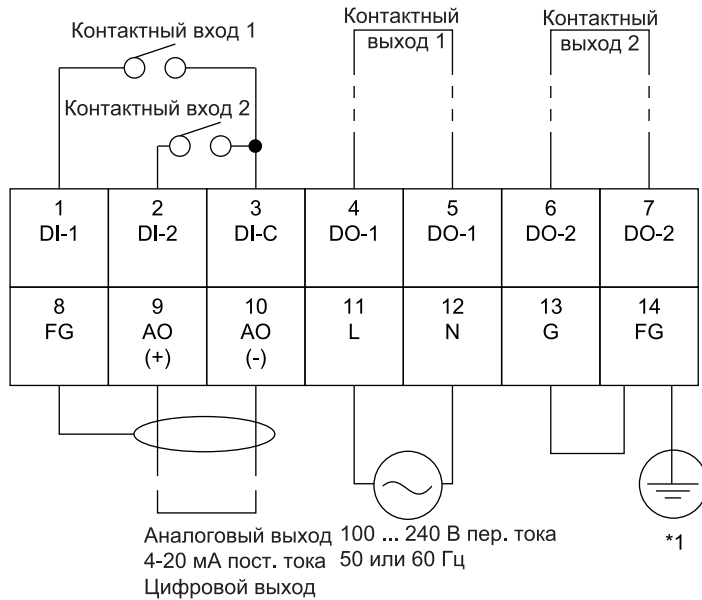 Контактный вход 1
Контактный вход 2
Контактный
выход 1
Контактный
выход 2
1
DI-1
2
DI-2
3
DI-C
4
DO-1
5
DO-1
6
DO-2
7
DO-2
8
FG
9
AO
(+)
10
AO
(-)
11
L
12
N
13
G
14
FG
Аналоговый выход
4-20 мА пост. тока
Цифровой выход
100 ... 240 В пер. тока
50 или 60 Гц
*1